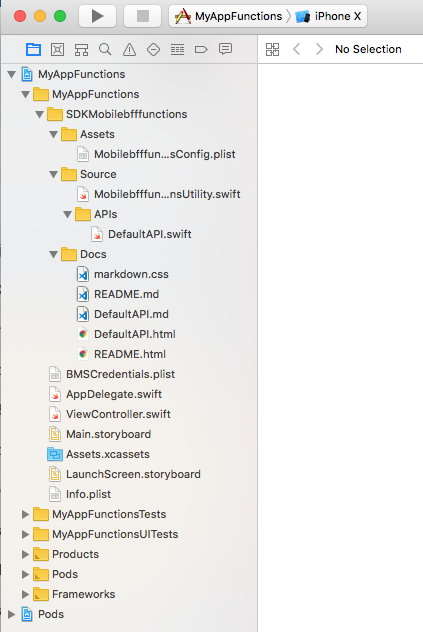 MyAppFunctions
iPhone X
No Selection
MyAppFunctions
MyAppFunctions
SDKMobilebfffunctions
Assets
Mobilebfffun...sConfig.plist
Source
Mobilebfffun...nsUtility.swift
APIs
DefaultAPI.swift
Docs
markdown.css
README.md
DefaultAPI.md
DefaultAPI.html
README.html
BMSCredentials.plist
AppDelegate.swift
ViewController.swift
Main.storyboard
Assets.xcassets
LaunchScreen.storyboard
Info.plist
MyAppFunctionsTests
MyAppFunctionsUITests
Products
Pods
Frameworks
Pods